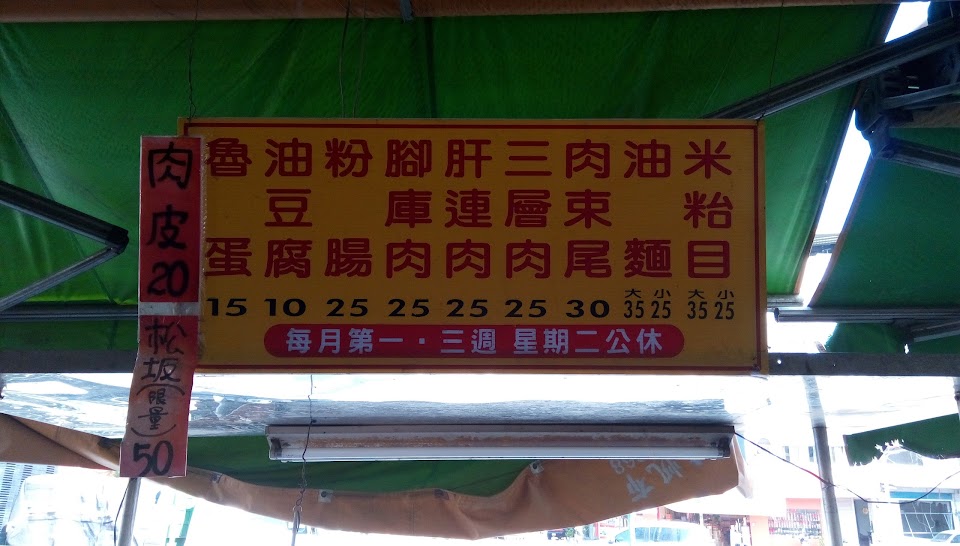 米粘目 大35 小25
油麵 大35 小25
肉束尾 30
三層肉 25
肝連肉 25
腳庫肉 25
粉腸 25
油豆腐 10
魯蛋 15
每月第一．三週 星期二公休
肉皮20
松坂(限量)50